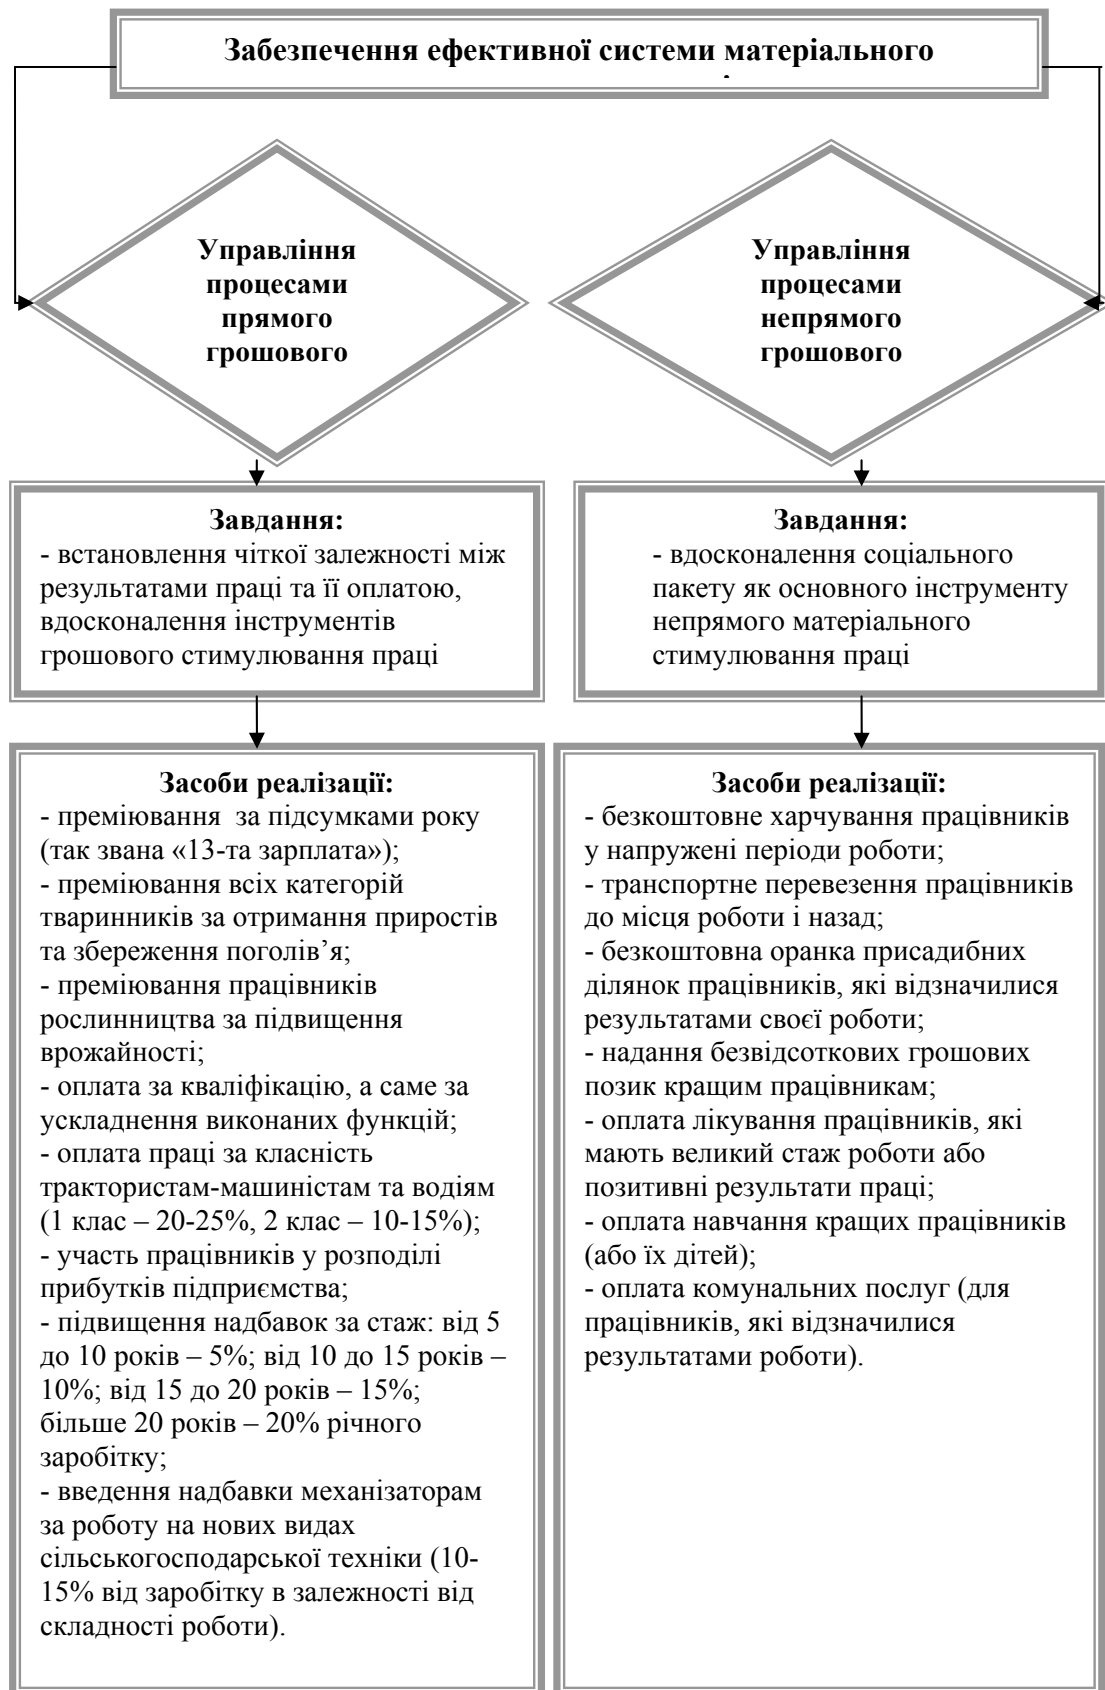 Забезпечення ефективної системи матеріального
Управління
процесами
прямого
грошового
Управління
процесами
непрямого
грошового
Завдання:
- встановлення чіткої залежності між
результатами праці та її оплатою,
вдосконалення інструментів
грошового стимулювання праці
Завдання:
- вдосконалення соціального
пакету як основного інструменту
непрямого матеріального
стимулювання праці
Засоби реалізації:
- преміювання за підсумками року
(так звана «13-та зарплата»);
- преміювання всіх категорій
тваринників за отримання приростів
та збереження поголів’я;
- преміювання працівників
рослинництва за підвищення
врожайності;
- оплата за кваліфікацію, а саме за
ускладнення виконаних функцій;
- оплата праці за класність
трактористам-машиністам та водіям
(1 клас – 20-25%, 2 клас – 10-15%);
- участь працівників у розподілі
прибутків підприємства;
- підвищення надбавок за стаж: від 5
до 10 років – 5%; від 10 до 15 років –
10%; від 15 до 20 років – 15%;
більше 20 років – 20% річного
заробітку;
- введення надбавки механізаторам
за роботу на нових видах
сільськогосподарської техніки (10-
15% від заробітку в залежності від
складності роботи).
Засоби реалізації:
- безкоштовне харчування працівників
у напружені періоди роботи;
- транспортне перевезення працівників
до місця роботи і назад;
- безкоштовна оранка присадибних
ділянок працівників, які відзначилися
результатами своєї роботи;
- надання безвідсоткових грошових
позик кращим працівникам;
- оплата лікування працівників, які
мають великий стаж роботи або
позитивні результати праці;
- оплата навчання кращих працівників
(або їх дітей);
- оплата комунальних послуг (для
працівників, які відзначилися
результатами роботи).